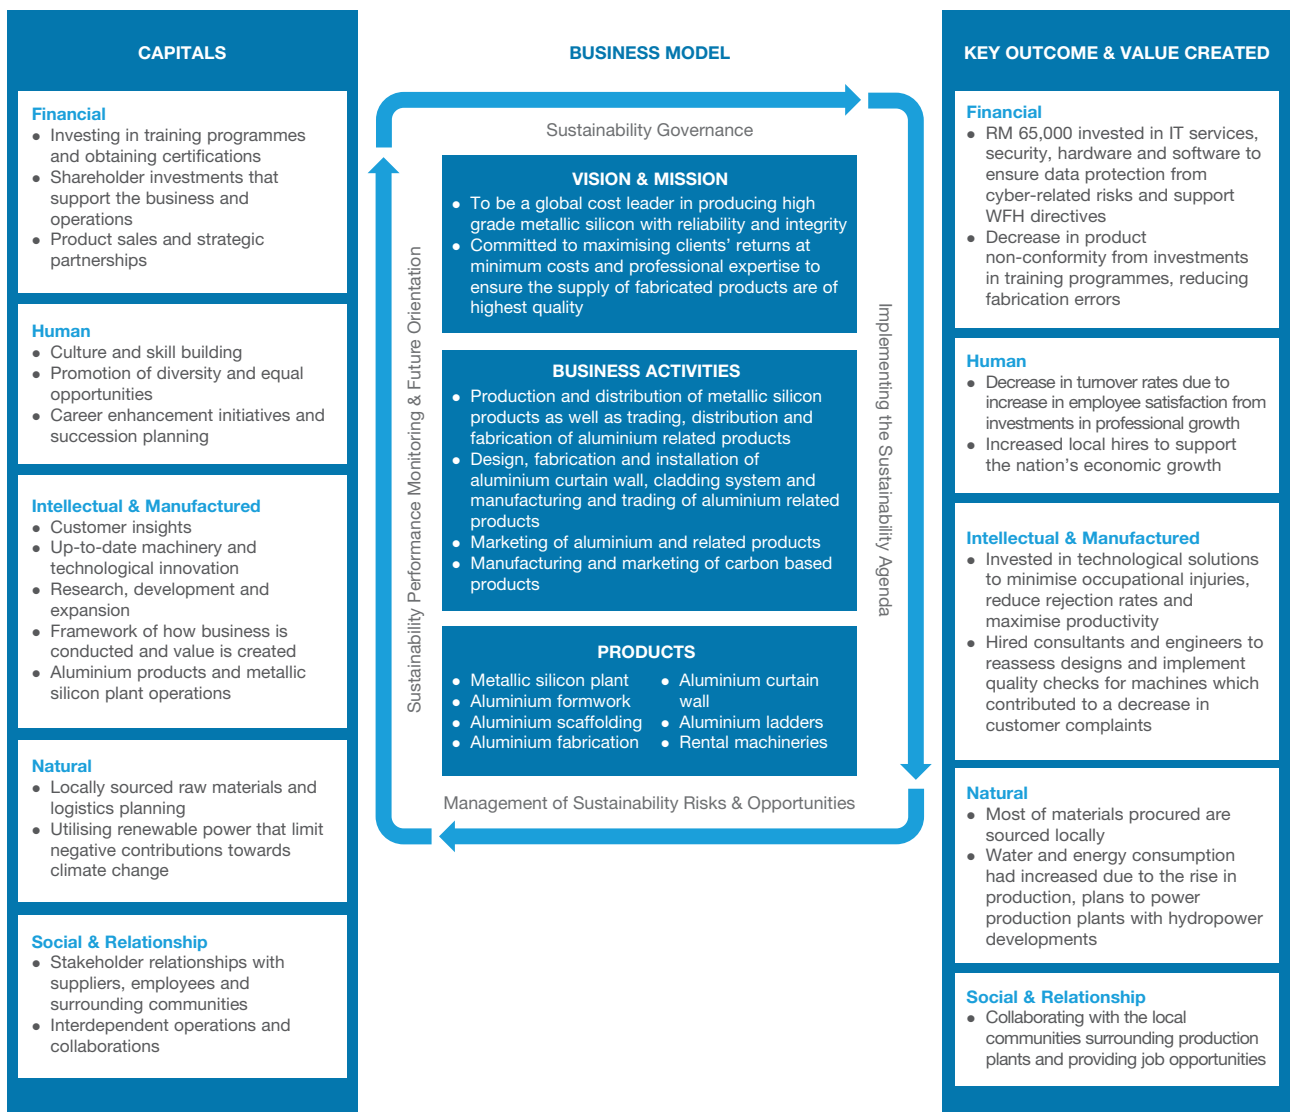 CAPITALS
Financial
● Investing in training programmes
and obtaining certifications
● Shareholder investments that
support the business and
operations
● Product sales and strategic
partnerships
Human
● Culture and skill building
● Promotion of diversity and equal
opportunities
● Career enhancement initiatives and
succession planning
Intellectual & Manufactured
● Customer insights
● Up-to-date machinery and
technological innovation
● Research, development and
expansion
● Framework of how business is
conducted and value is created
● Aluminium products and metallic
silicon plant operations
Natural
● Locally sourced raw materials and
logistics planning
● Utilising renewable power that limit
negative contributions towards
climate change
Social & Relationship
● Stakeholder relationships with
suppliers, employees and
surrounding communities
● Interdependent operations and
collaborations
BUSINESS MODEL
Sustainability Governance
Sustainability Performance Monitoring & Future Orientation
VISION & MISSION
● To be a global cost leader in producing high
grade metallic silicon with reliability and integrity
● Committed to maximising clients' returns at
minimum costs and professional expertise to
ensure the supply of fabricated products are of
highest quality
BUSINESS ACTIVITIES
● Production and distribution of metallic silicon
products as well as trading, distribution and
fabrication of aluminium related products
● Design, fabrication and installation of
aluminium curtain wall, cladding system and
manufacturing and trading of aluminium related
products
● Marketing of aluminium and related products
● Manufacturing and marketing of carbon based
products
PRODUCTS
● Metallic silicon plant
● Aluminium formwork
● Aluminium scaffolding
● Aluminium fabrication
● Aluminium curtain
wall
● Aluminium ladders
● Rental machineries
Implementing the Sustainability Agenda
Management of Sustainability Risks & Opportunities
KEY OUTCOME & VALUE CREATED
Financial
● RM 65,000 invested in IT services,
security, hardware and software to
ensure data protection from
cyber-related risks and support
WFH directives
● Decrease in product
non-conformity from investments
in training programmes, reducing
fabrication errors
Human
● Decrease in turnover rates due to
increase in employee satisfaction from
investments in professional growth
● Increased local hires to support
the nation's economic growth
Intellectual & Manufactured
● Invested in technological solutions
to minimise occupational injuries,
reduce rejection rates and
maximise productivity
● Hired consultants and engineers to
reassess designs and implement
quality checks for machines which
contributed to a decrease in
customer complaints
Natural
● Most of materials procured are
sourced locally
● Water and energy consumption
had increased due to the rise in
production, plans to power
production plants with hydropower
developments
Social & Relationship
● Collaborating with the local
communities surrounding production
plants and providing job opportunities